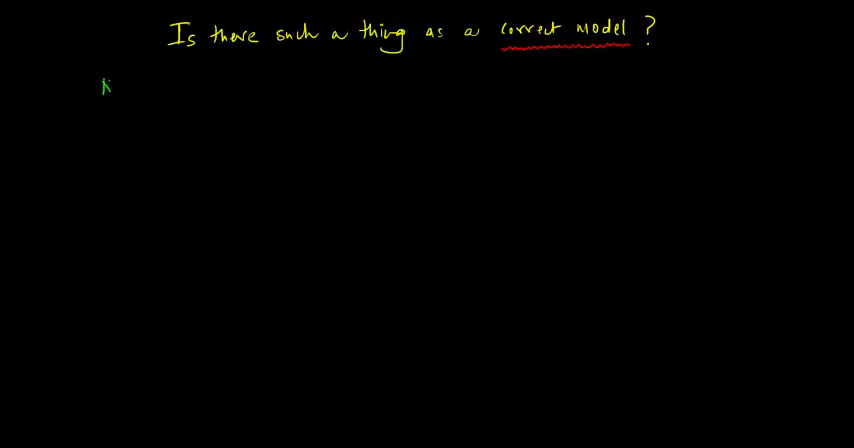 Is there such a thing as a correct model ?